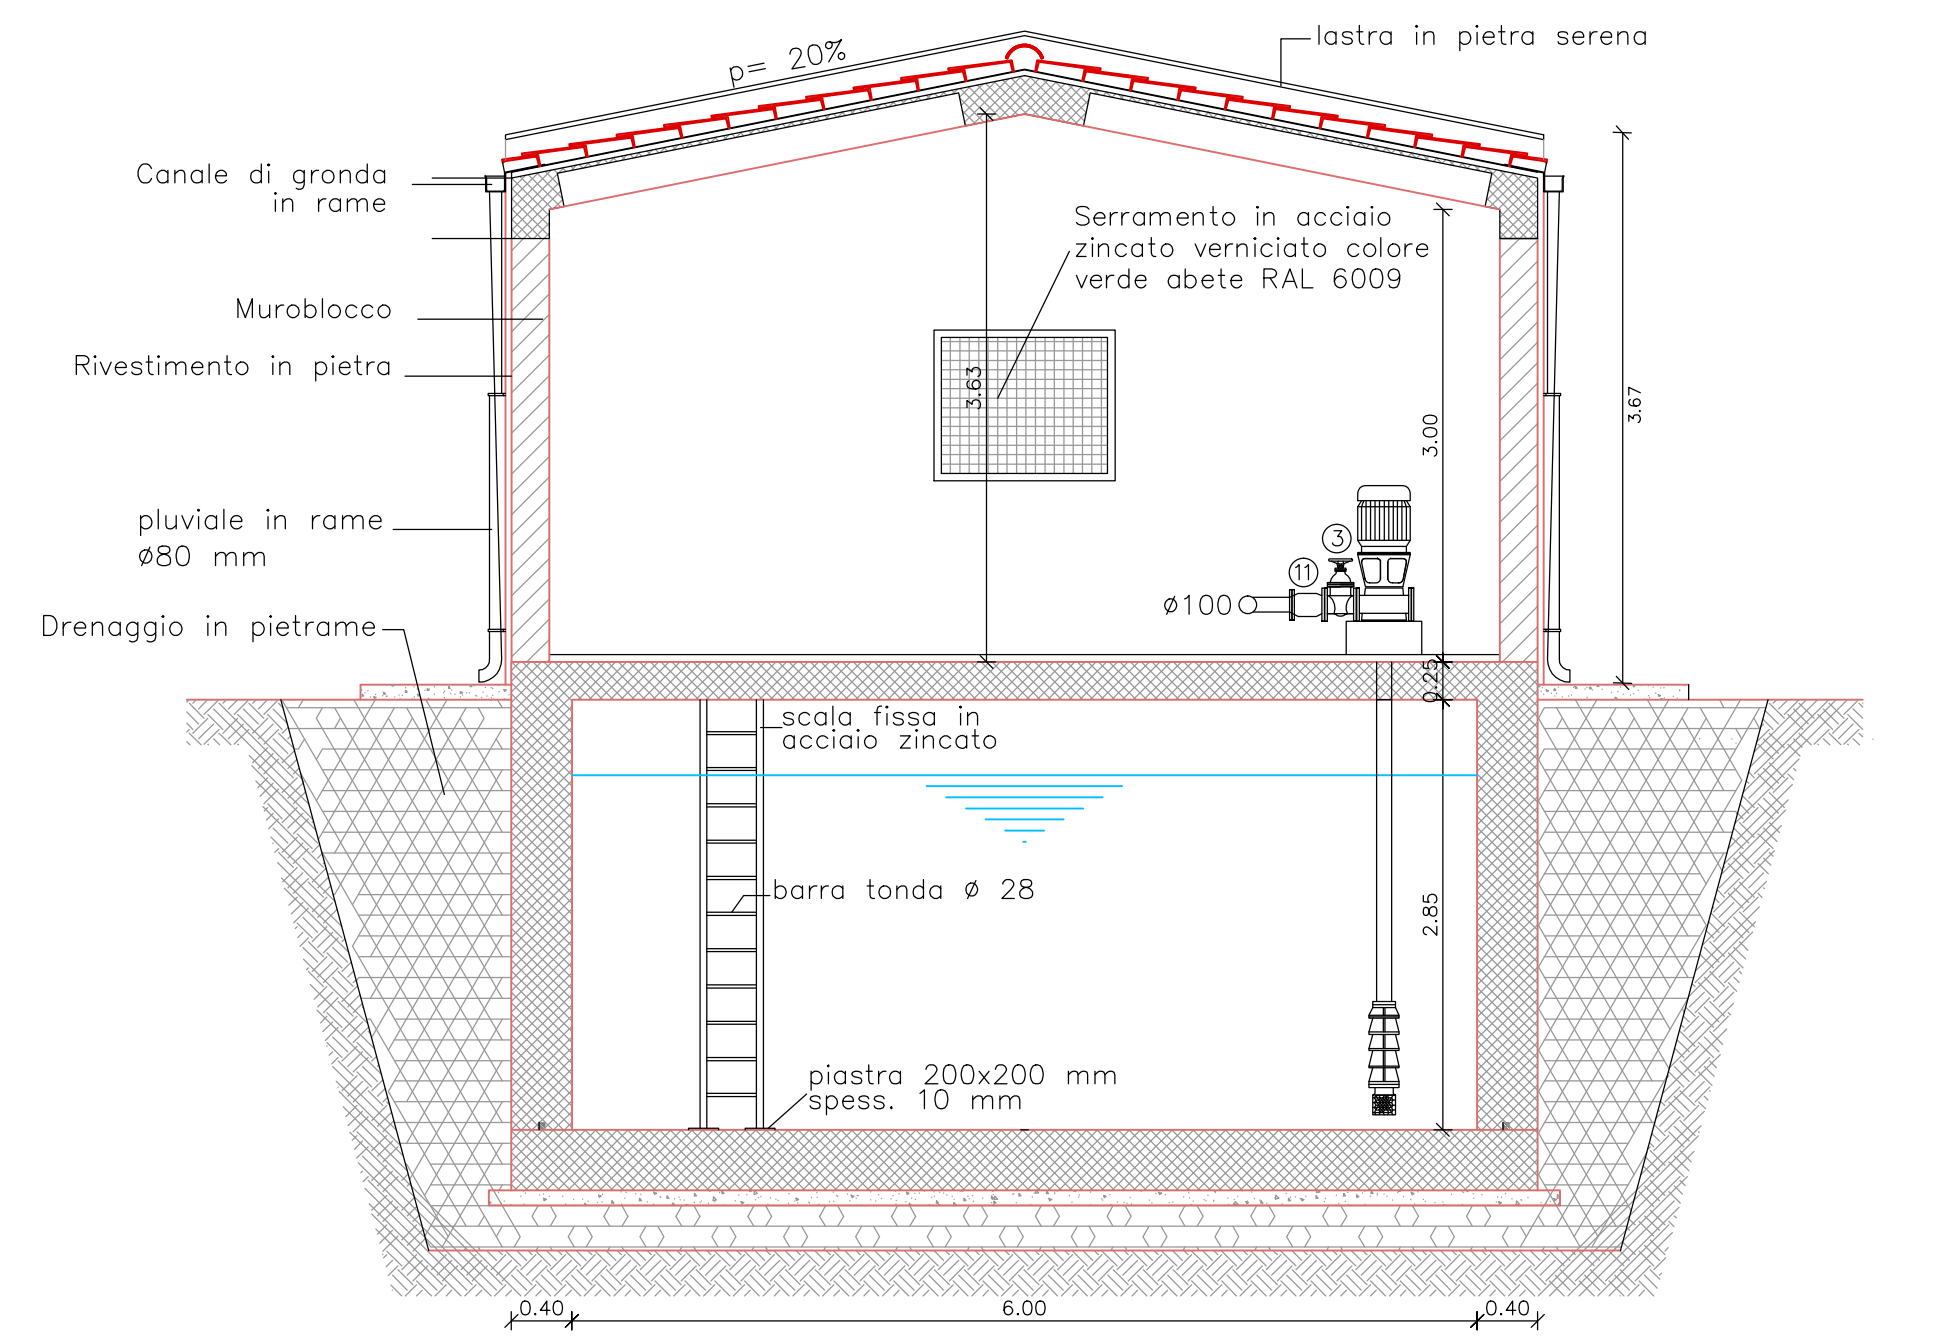 lastra in pietra serena
p= 20%
Canale di gronda
in rame
Serramento in acciaio
zincato verniciato colore
verde abete RAL 6009
Muroblocco
Rivestimento in pietra
3.63
3.00
3.67
pluviale in rame
ø80 mm
3
11
ø100
Drenaggio in pietrame
0.25
scala fissa in
acciaio zincato
barra tonda ø 28
2.85
piastra 200x200 mm
spess. 10 mm
0.40
6.00
0.40